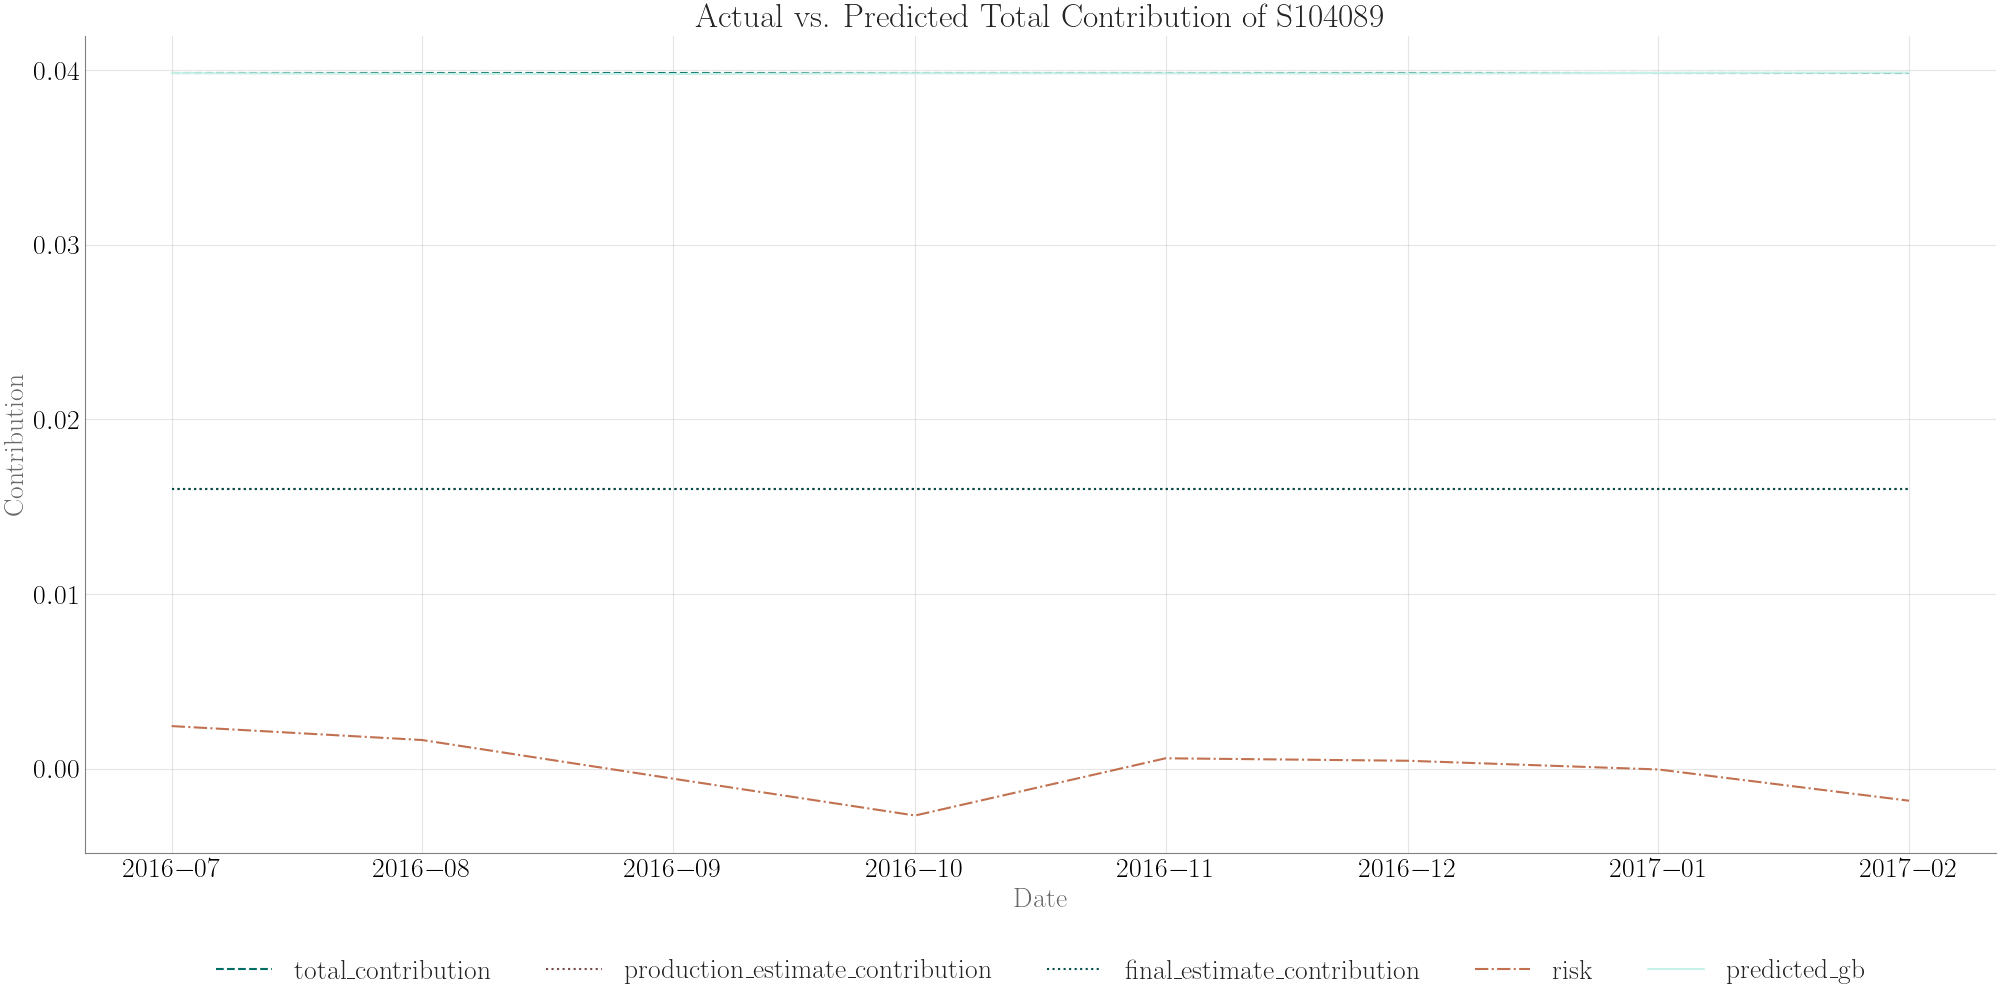 Actual vs. Predicted Total Contribution of S104089
0.04
0.03
0.02
0.01
0.00
Contribution
2016−07 2016−08 2016−09 2016−10 2016−11 2016−12 2017−01 2017−02
Date
total_contribution production_estimate_contribution final_estimate_contribution risk predicted_gb